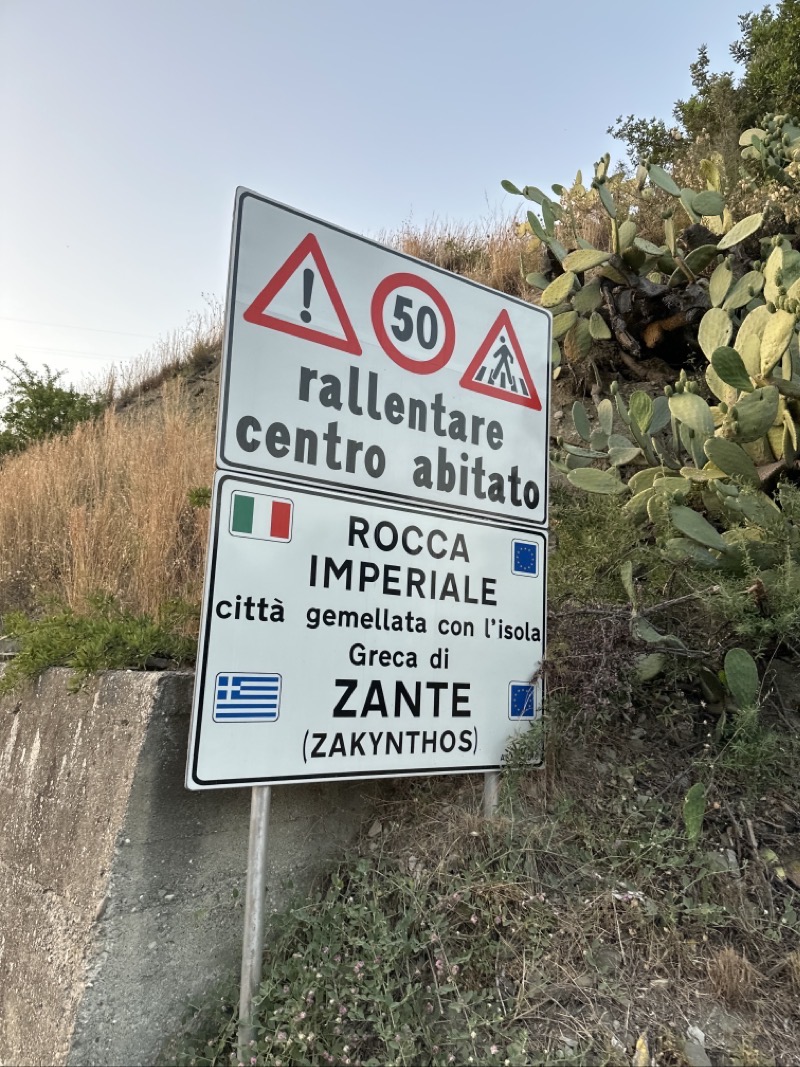 50
rallentare
centro abitato
ROCCA
IMPERIALE
città gemellata con l'isola
Greca di
ZANTE
(ZAKYNTHOS)